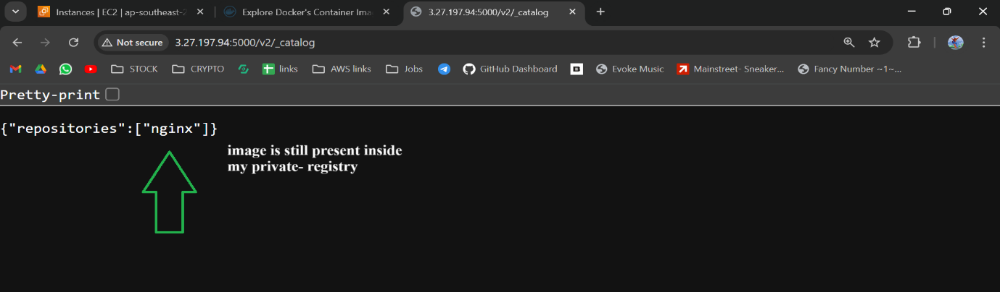 Instances | EC2 | ap-southeast-2
Explore Docker's Container Ima
3.27.197.94:5000/v2/_catalog
Not secure
3.27.197.94:5000/v2/_catalog
STOCK
CRYPTO
links
AWS links
Jobs
GitHub Dashboard
B
Evoke Music
Mainstreet- Sneaker...
Fancy Number ~1~...
Pretty-print
{"repositories":["nginx"]}
image is still present inside
my private- registry